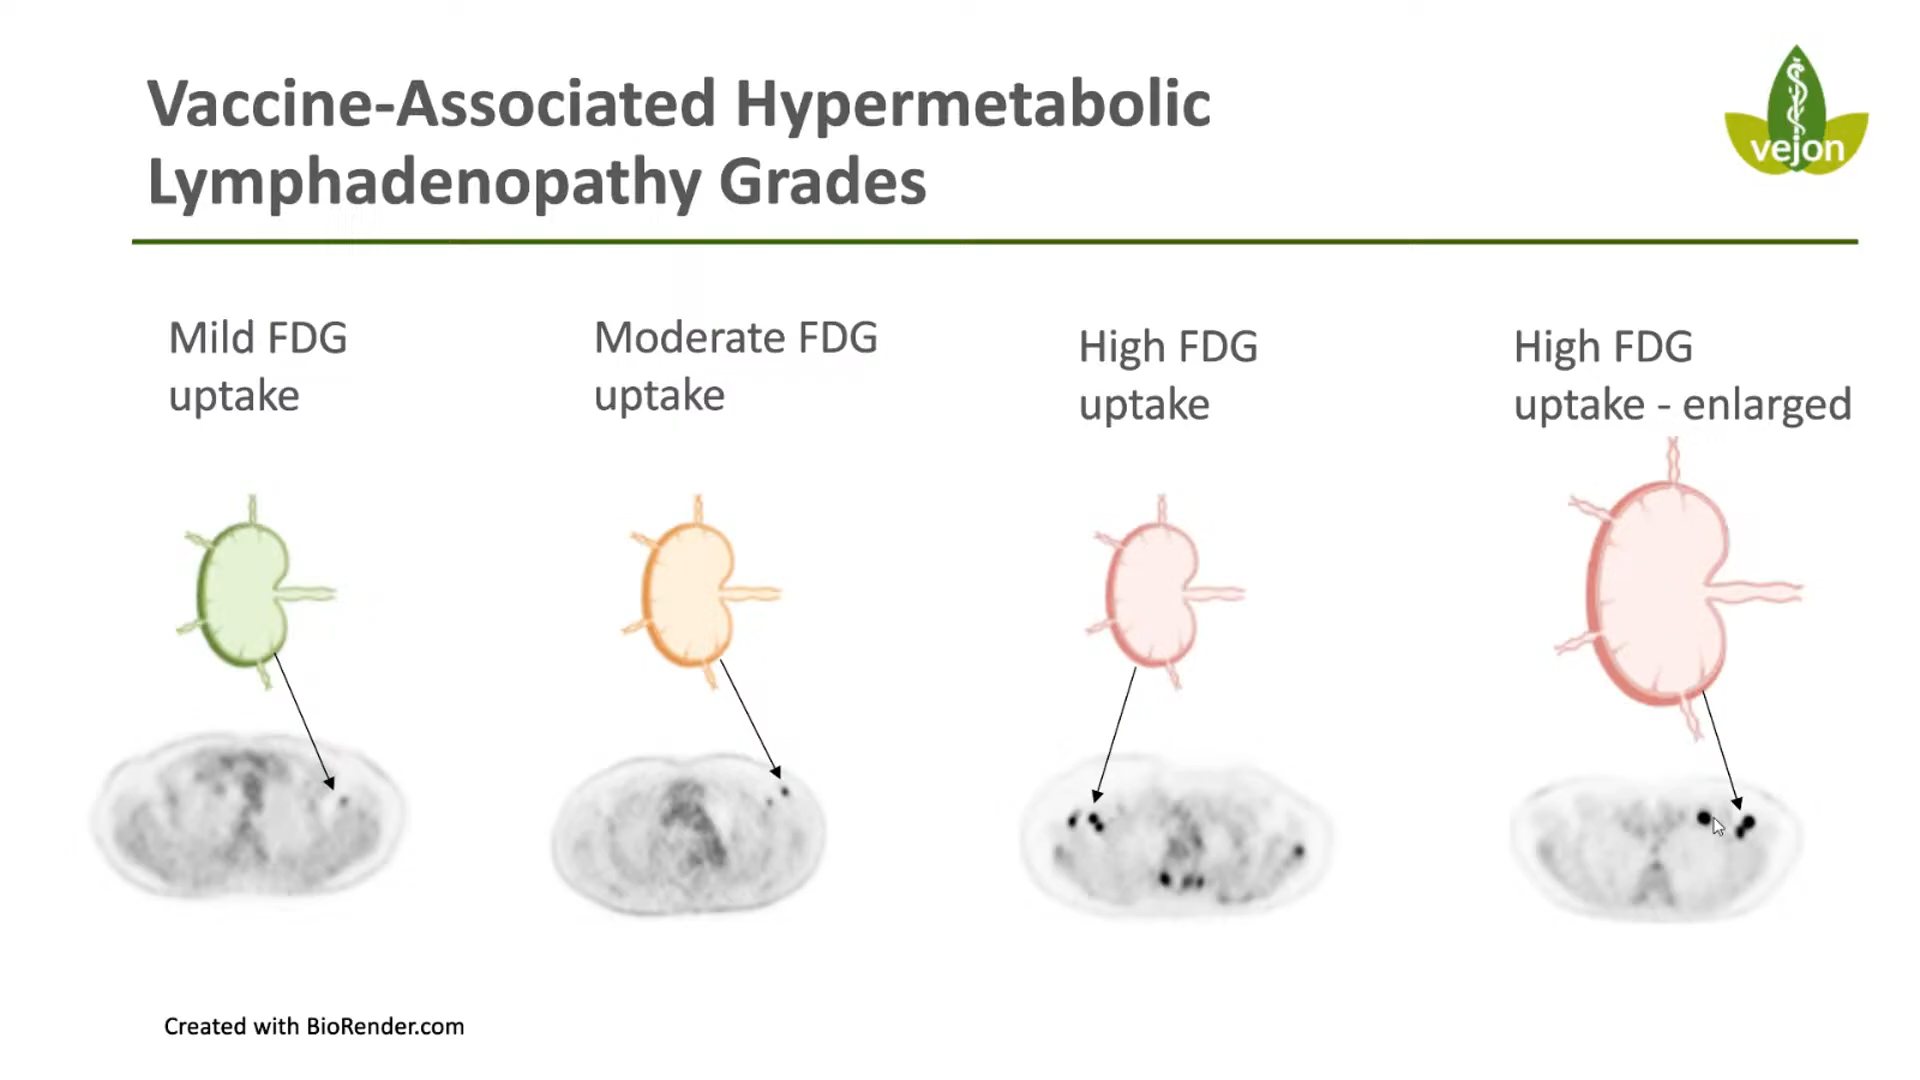 Vaccine-Associated Hypermetabolic
Lymphadenopathy Grades
vejon
Mild FDG
uptake
Moderate FDG
uptake
High FDG
uptake
High FDG
uptake - enlarged
Created with BioRender.com